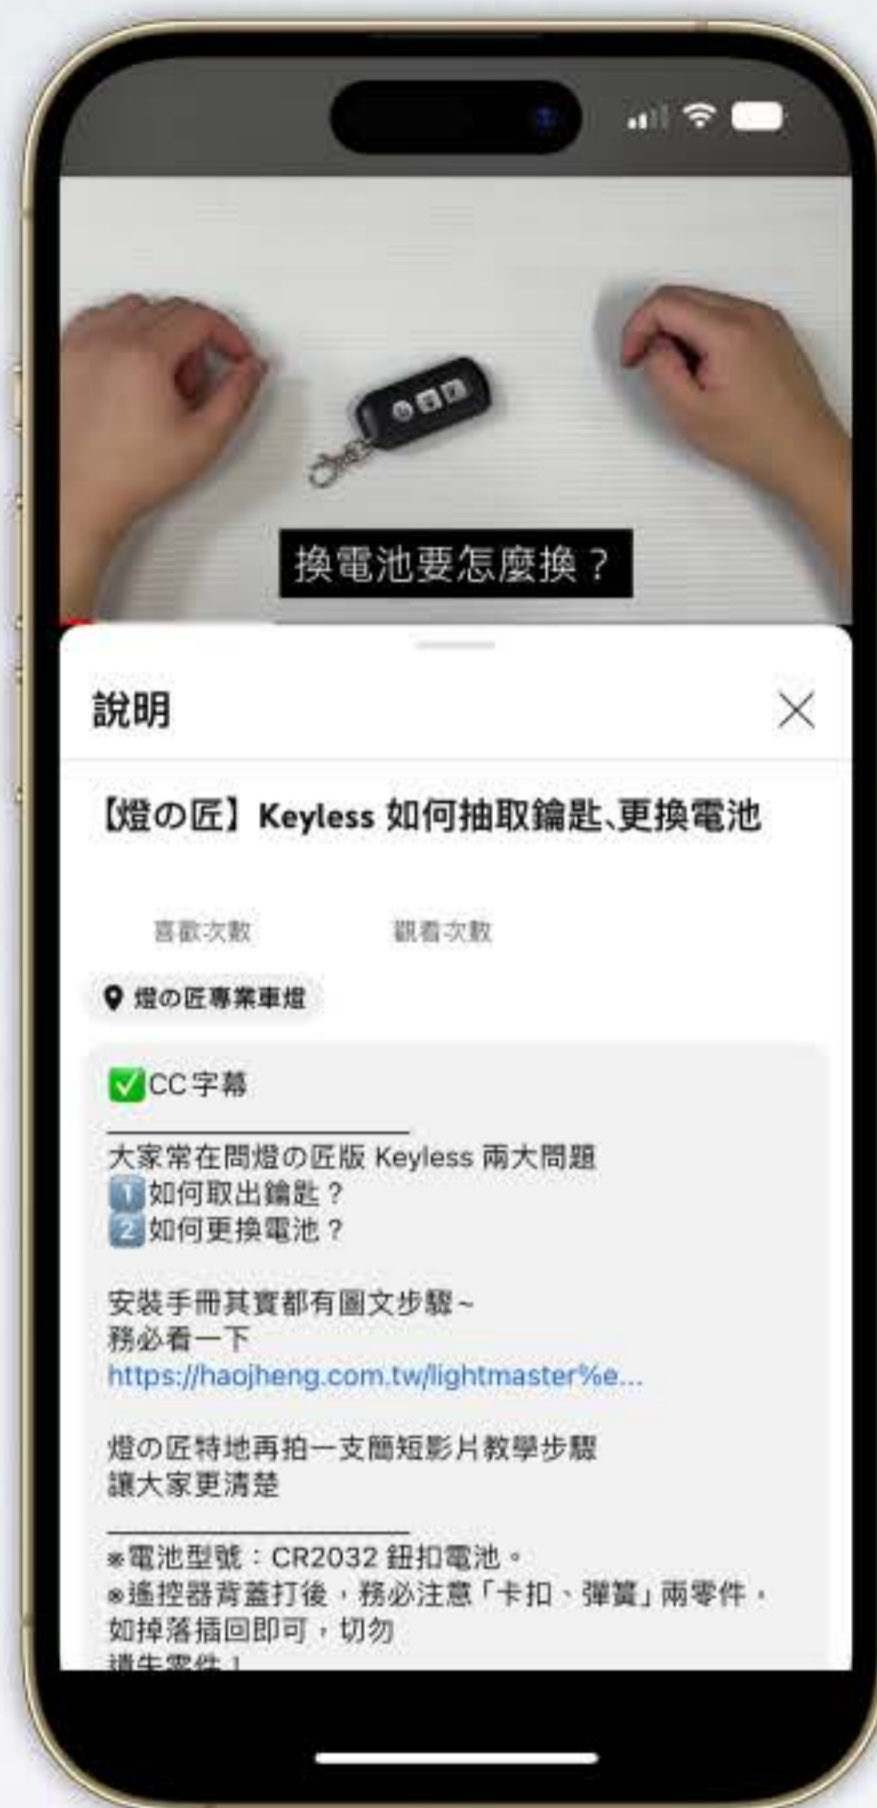 換電池要怎麼換？
說明
【燈の匠】Keyless 如何抽取鑰匙、更換電池
喜歡次數
觀看次數
燈の匠專業車燈
✅CC字幕
大家常在問燈の匠版 Keyless 兩大問題
1️⃣如何取出鑰匙？
2️⃣如何更換電池？
安裝手冊其實都有圖文步驟~
務必看一下
https://haojheng.com.tw/lightmaster%e...
燈の匠特地再拍一支簡短影片教學步驟
讓大家更清楚
※電池型號：CR2032 鈕扣電池。
※遙控器背蓋打後，務必注意「卡扣、彈簧」兩零件，
如掉落插回即可，切勿
遺失零件！